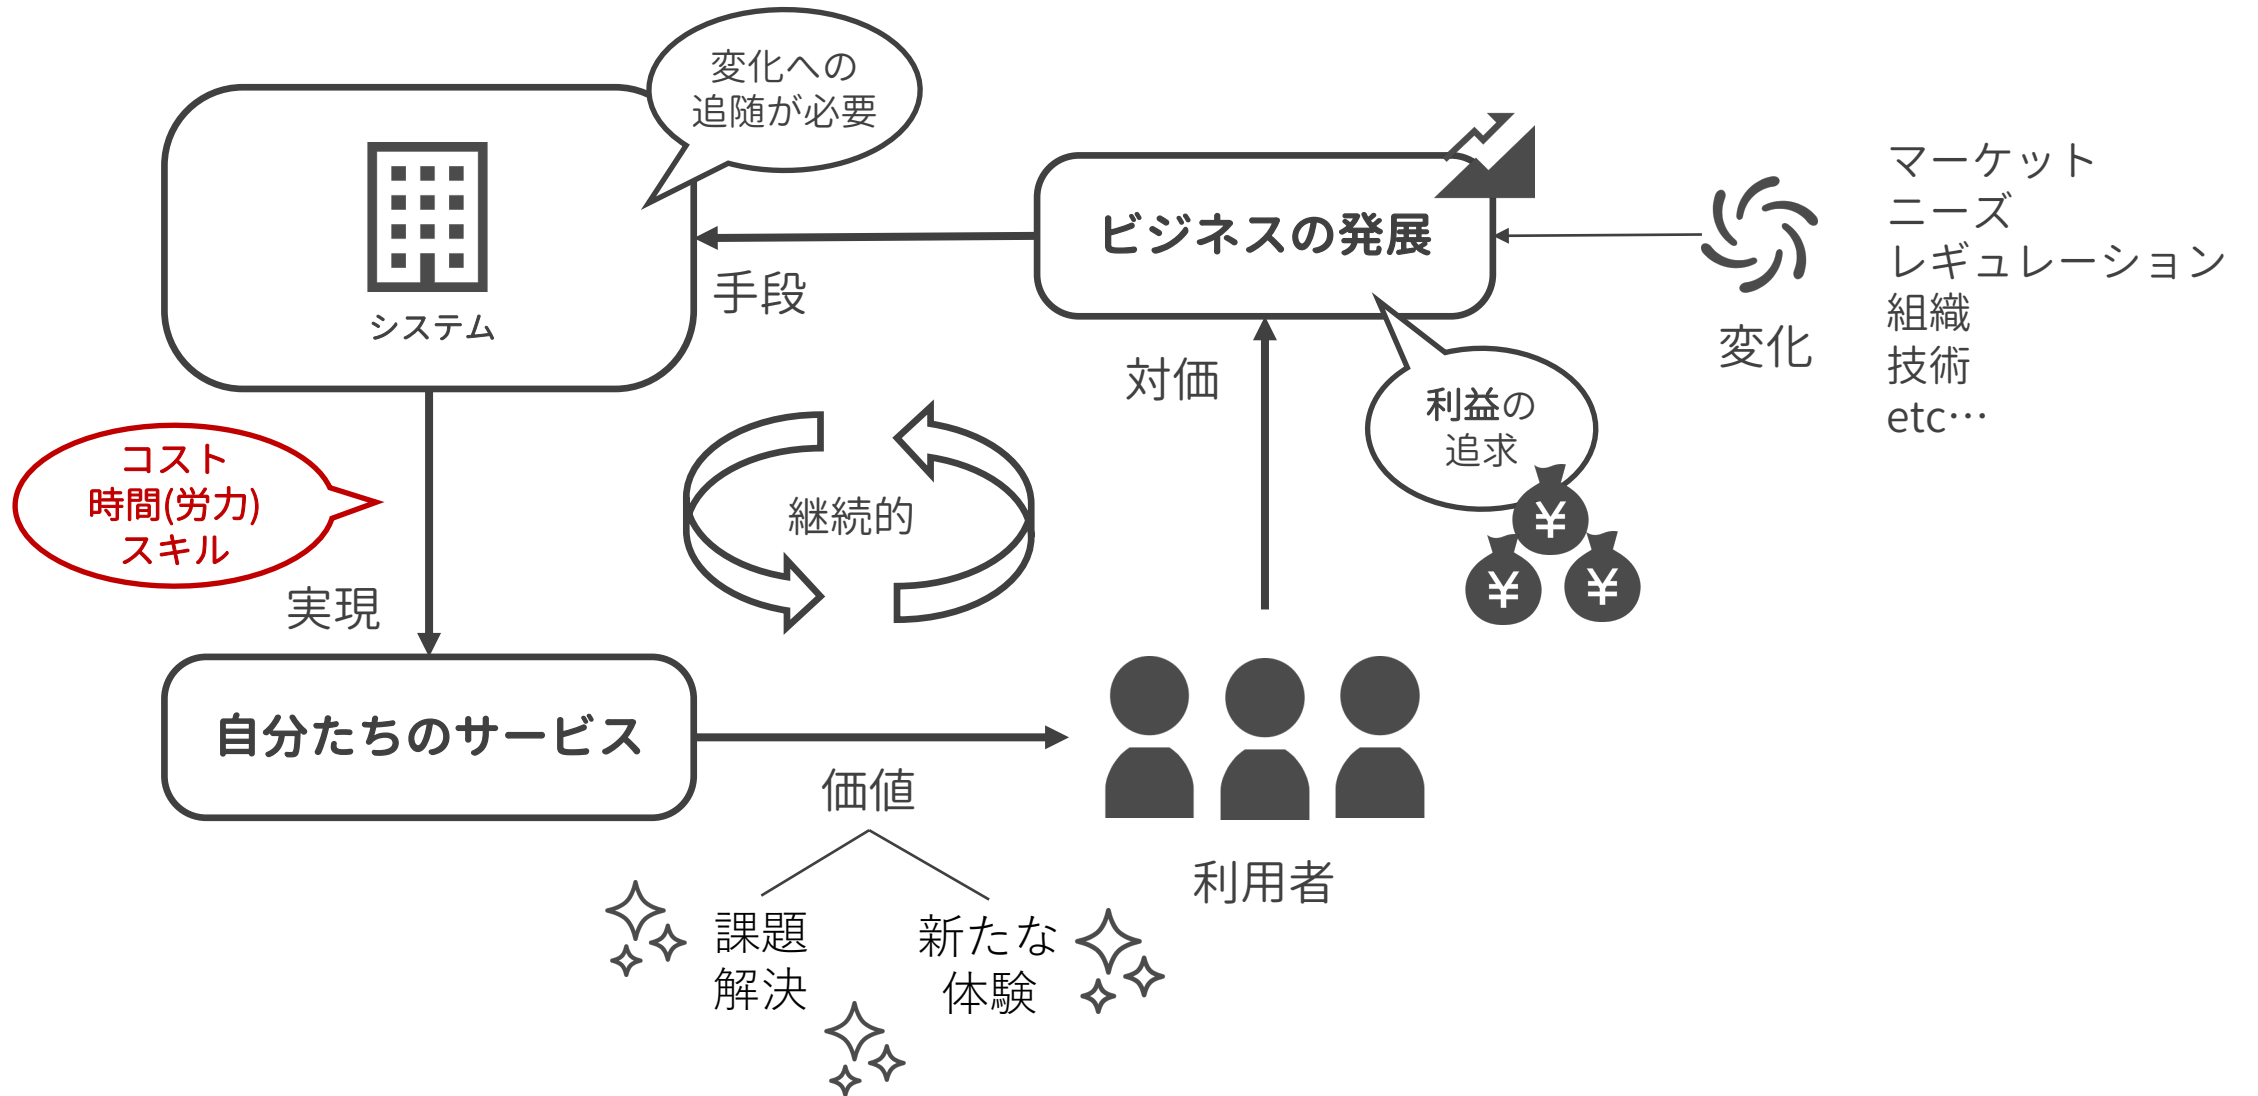 変化への
追随が必要
システム
手段
ビジネスの発展
変化
マーケット
ニーズ
レギュレーション
組織
技術
etc…
対価
利益の
追求
¥
¥
¥
コスト
時間(労力)
スキル
実現
継続的
自分たちのサービス
価値
利用者
課題
解決
新たな
体験